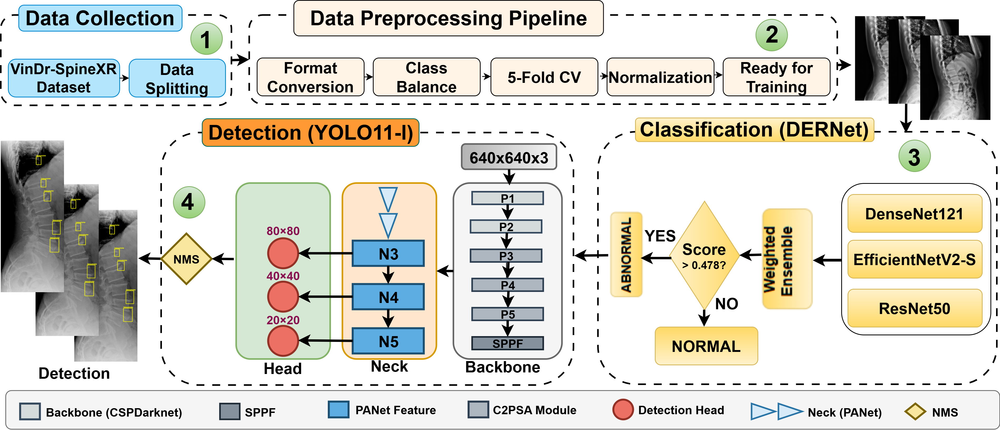 Data Collection
1
VinDr-SpineXR
Dataset
Data
Splitting
Data Preprocessing Pipeline
2
Format
Conversion
Class
Balance
5-Fold CV
Normalization
Ready for
Training
Classification (DERNet)
3
DenseNet121
EfficientNetV2-S
ResNet50
Weighted
Ensemble
Score
> 0.478?
YES
NO
ABNORMAL
NORMAL
Detection (YOLO11-l)
640x640x3
P1
P2
P3
P4
P5
SPPF
Backbone
N3
N4
N5
Neck
80×80
40×40
20×20
Head
4
NMS
Detection
Backbone (CSPDarknet)
SPPF
PANet Feature
C2PSA Module
Detection Head
Neck (PANet)
NMS